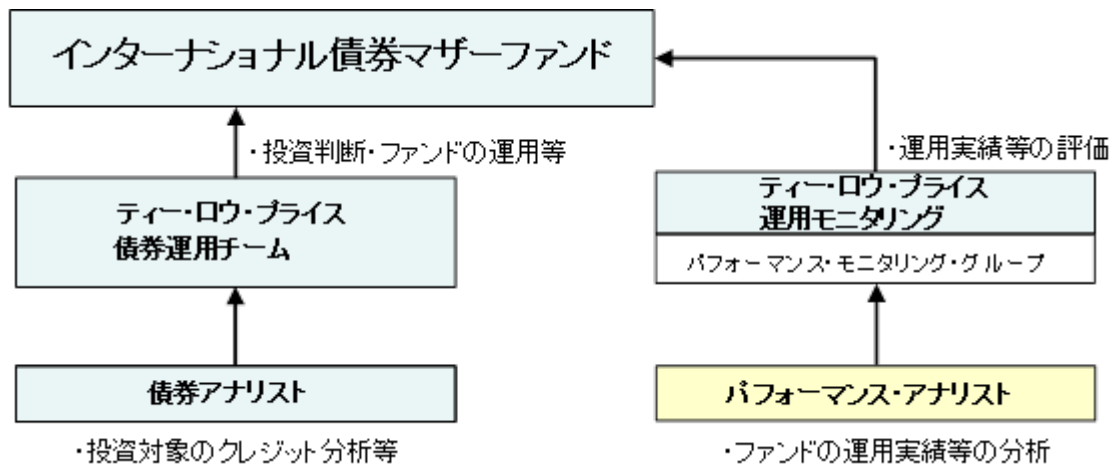 インターナショナル債券マザーファンド
・投資判断・ファンドの運用等
・運用実績等の評価
ティー・ロウ・プライス
債券運用チーム
ティー・ロウ・プライス
運用モニタリング
パフォーマンス・モニタリング・グループ
債券アナリスト
パフォーマンス・アナリスト
・投資対象のクレジット分析等
・ファンドの運用実績等の分析